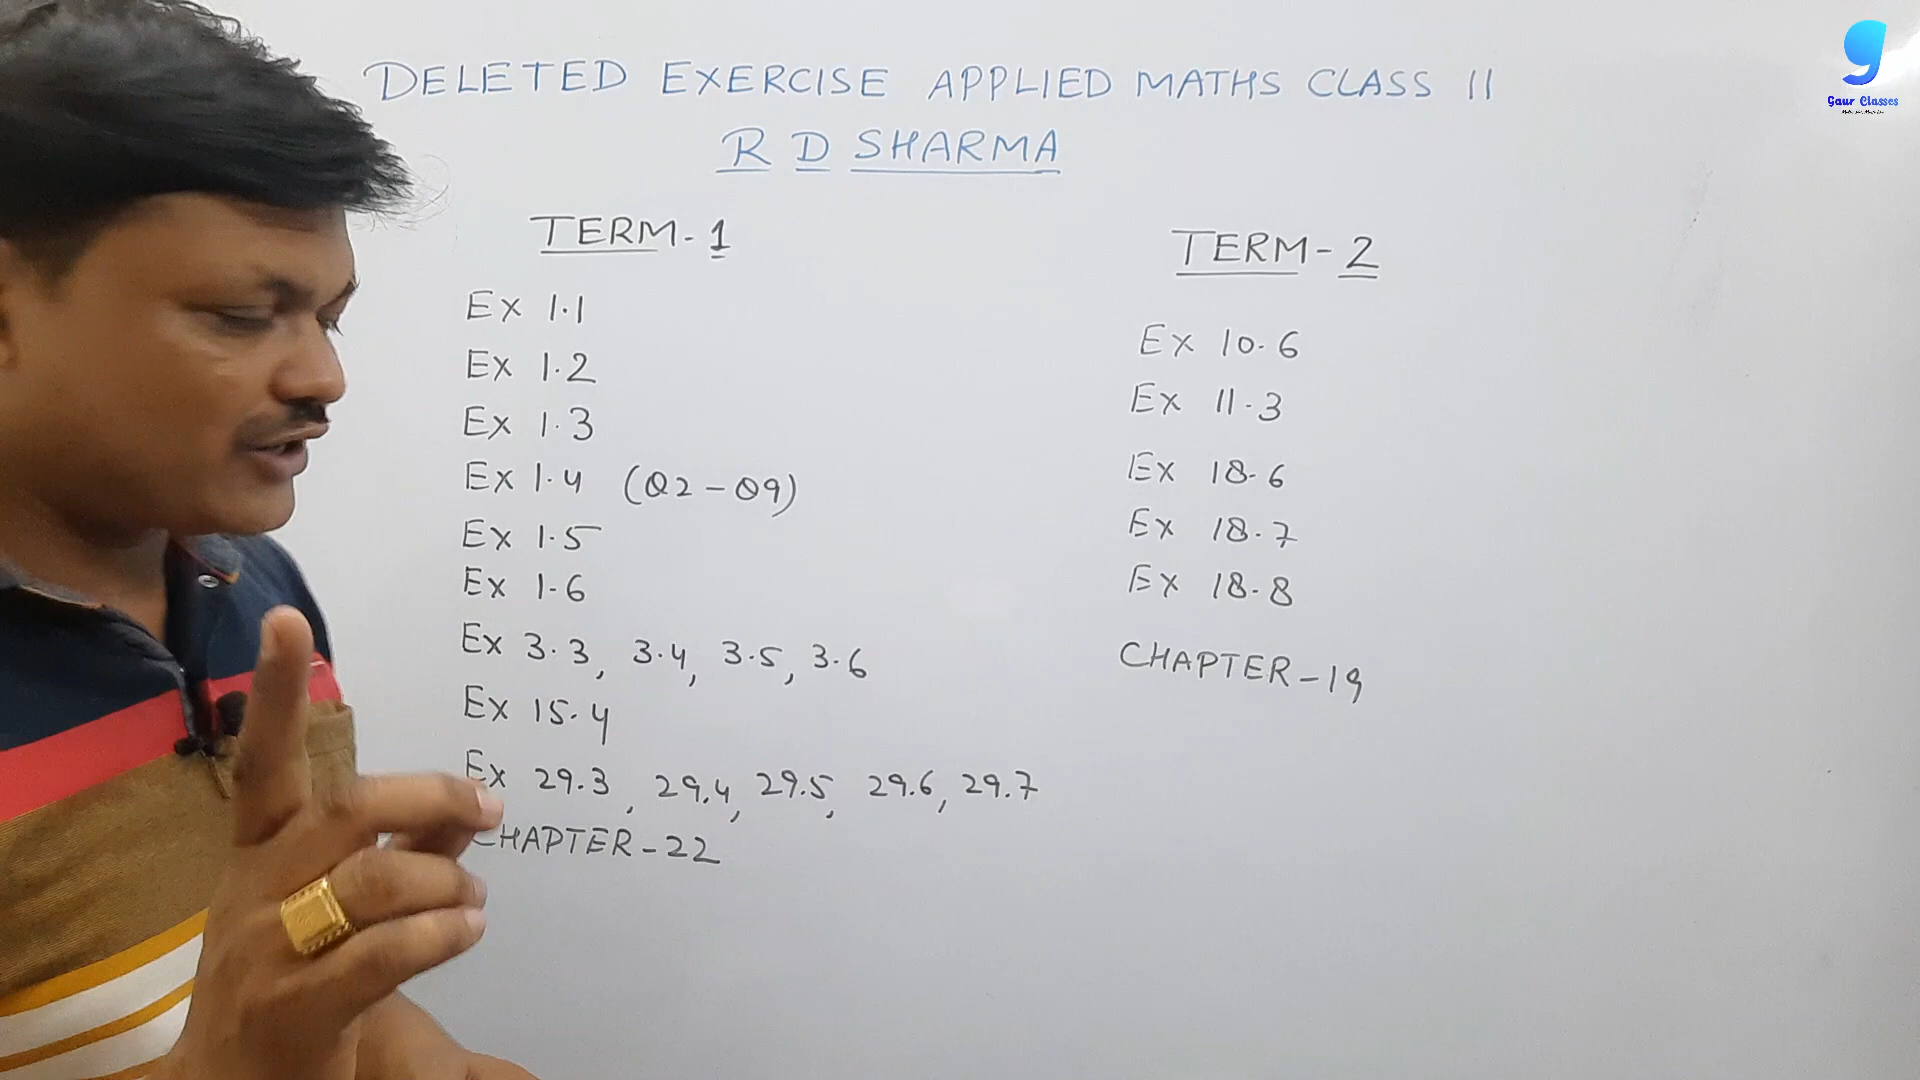 DELETED EXERCISE APPLIED MATHS CLASS 11
R D SHARMA
TERM-1
Ex 1.1
Ex 1.2
Ex 1.3
Ex 1.4 (Q2-Q9)
Ex 1.5
Ex 1.6
Ex 3.3, 3.4, 3.5, 3.6
Ex 15.4
Ex 29.3, 29.4, 29.5, 29.6, 29.7
CHAPTER-22
TERM-2
Ex 10.6
Ex 11.3
Ex 18.6
Ex 18.7
Ex 18.8
CHAPTER-19
g
Gaur Classes